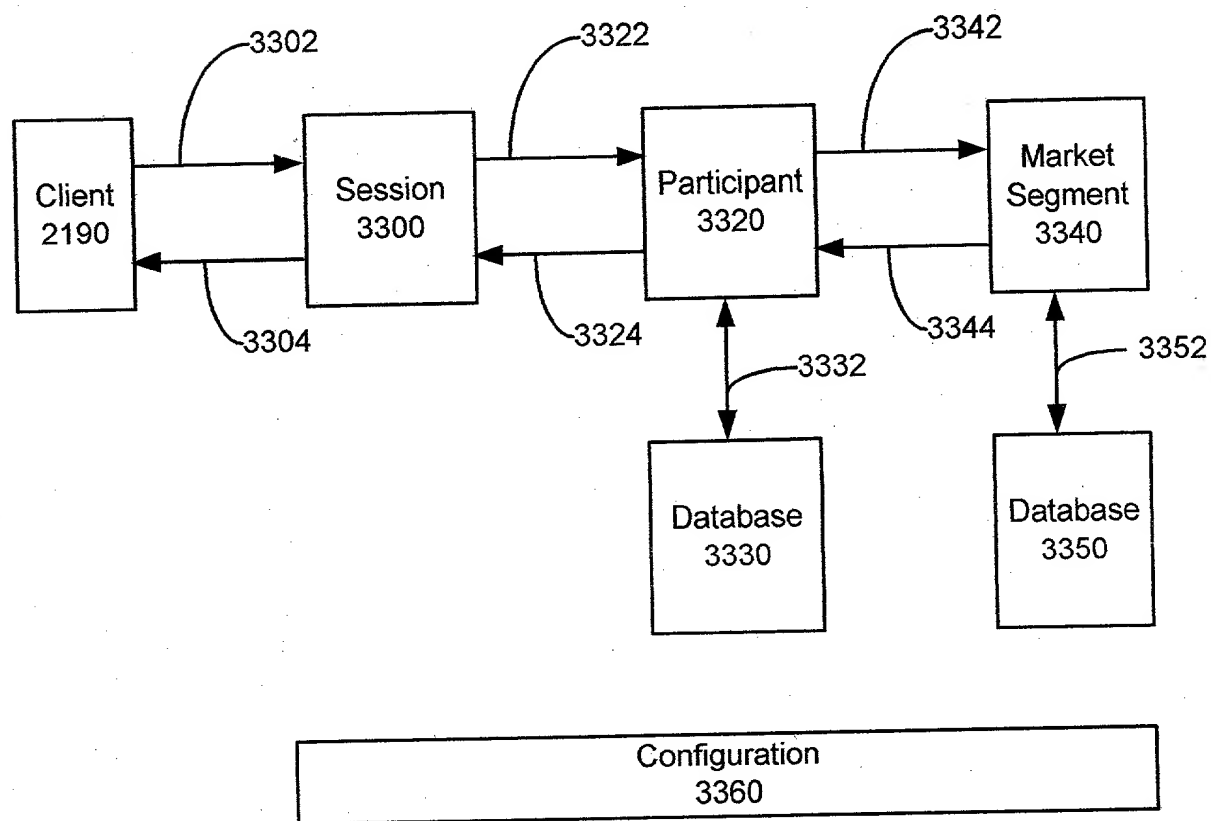 3302
3322
3342
Client
2190
Session
3300
Participant
3320
Market
Segment
3340
3304
3324
3344
3332
3352
Database
3330
Database
3350
Configuration
3360